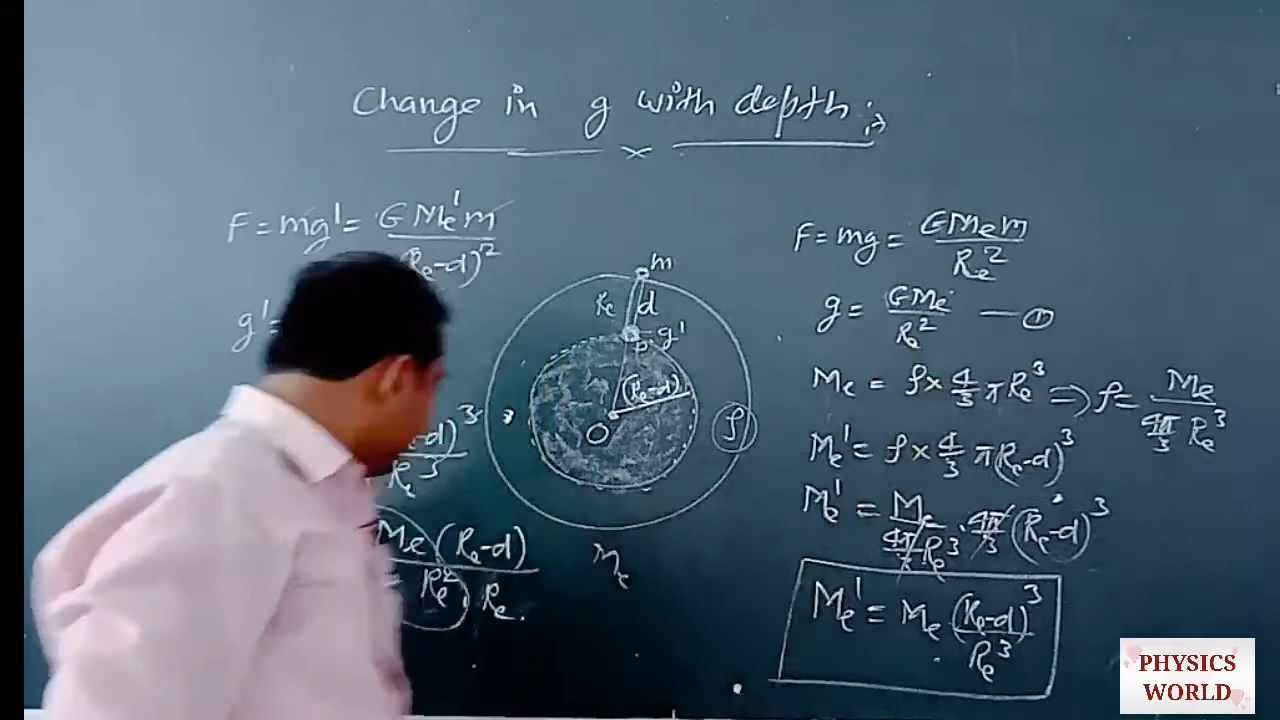 Change in g with depth :→
F = mg' = GMe'm / (Re-d)²
g' =
-d)³
Re³
Me (Re-d)
Re² . Re.
m
Re d
P g'
(Re-d)
O
ρ
Me
F = mg = GMem / Re²
g = GMe / Re² — ①
Me = ρ × 4/3 πRe³ ⇒ ρ = Me / 4π/3 Re³
Me' = ρ × 4/3 π(Re-d)³
Me' = Me / 4π/3 Re³ . 4π/3 (Re-d)³
Me' = Me (Re-d)³ / Re³
PHYSICS
WORLD